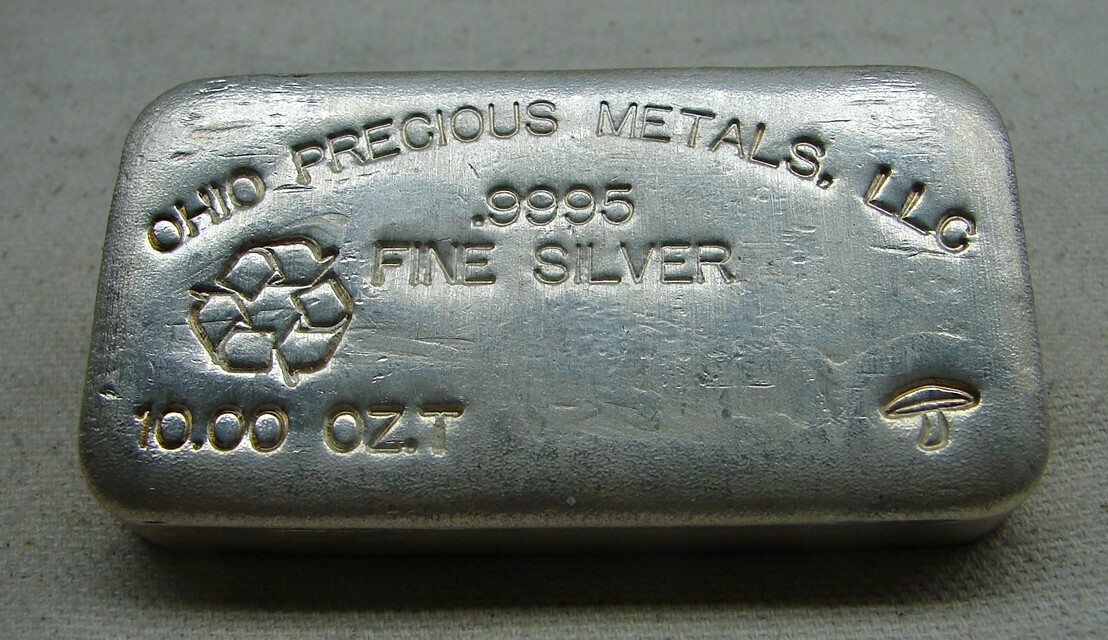 OHIO PRECIOUS METALS, LLC
.9995
FINE SILVER
10.00 OZ.T